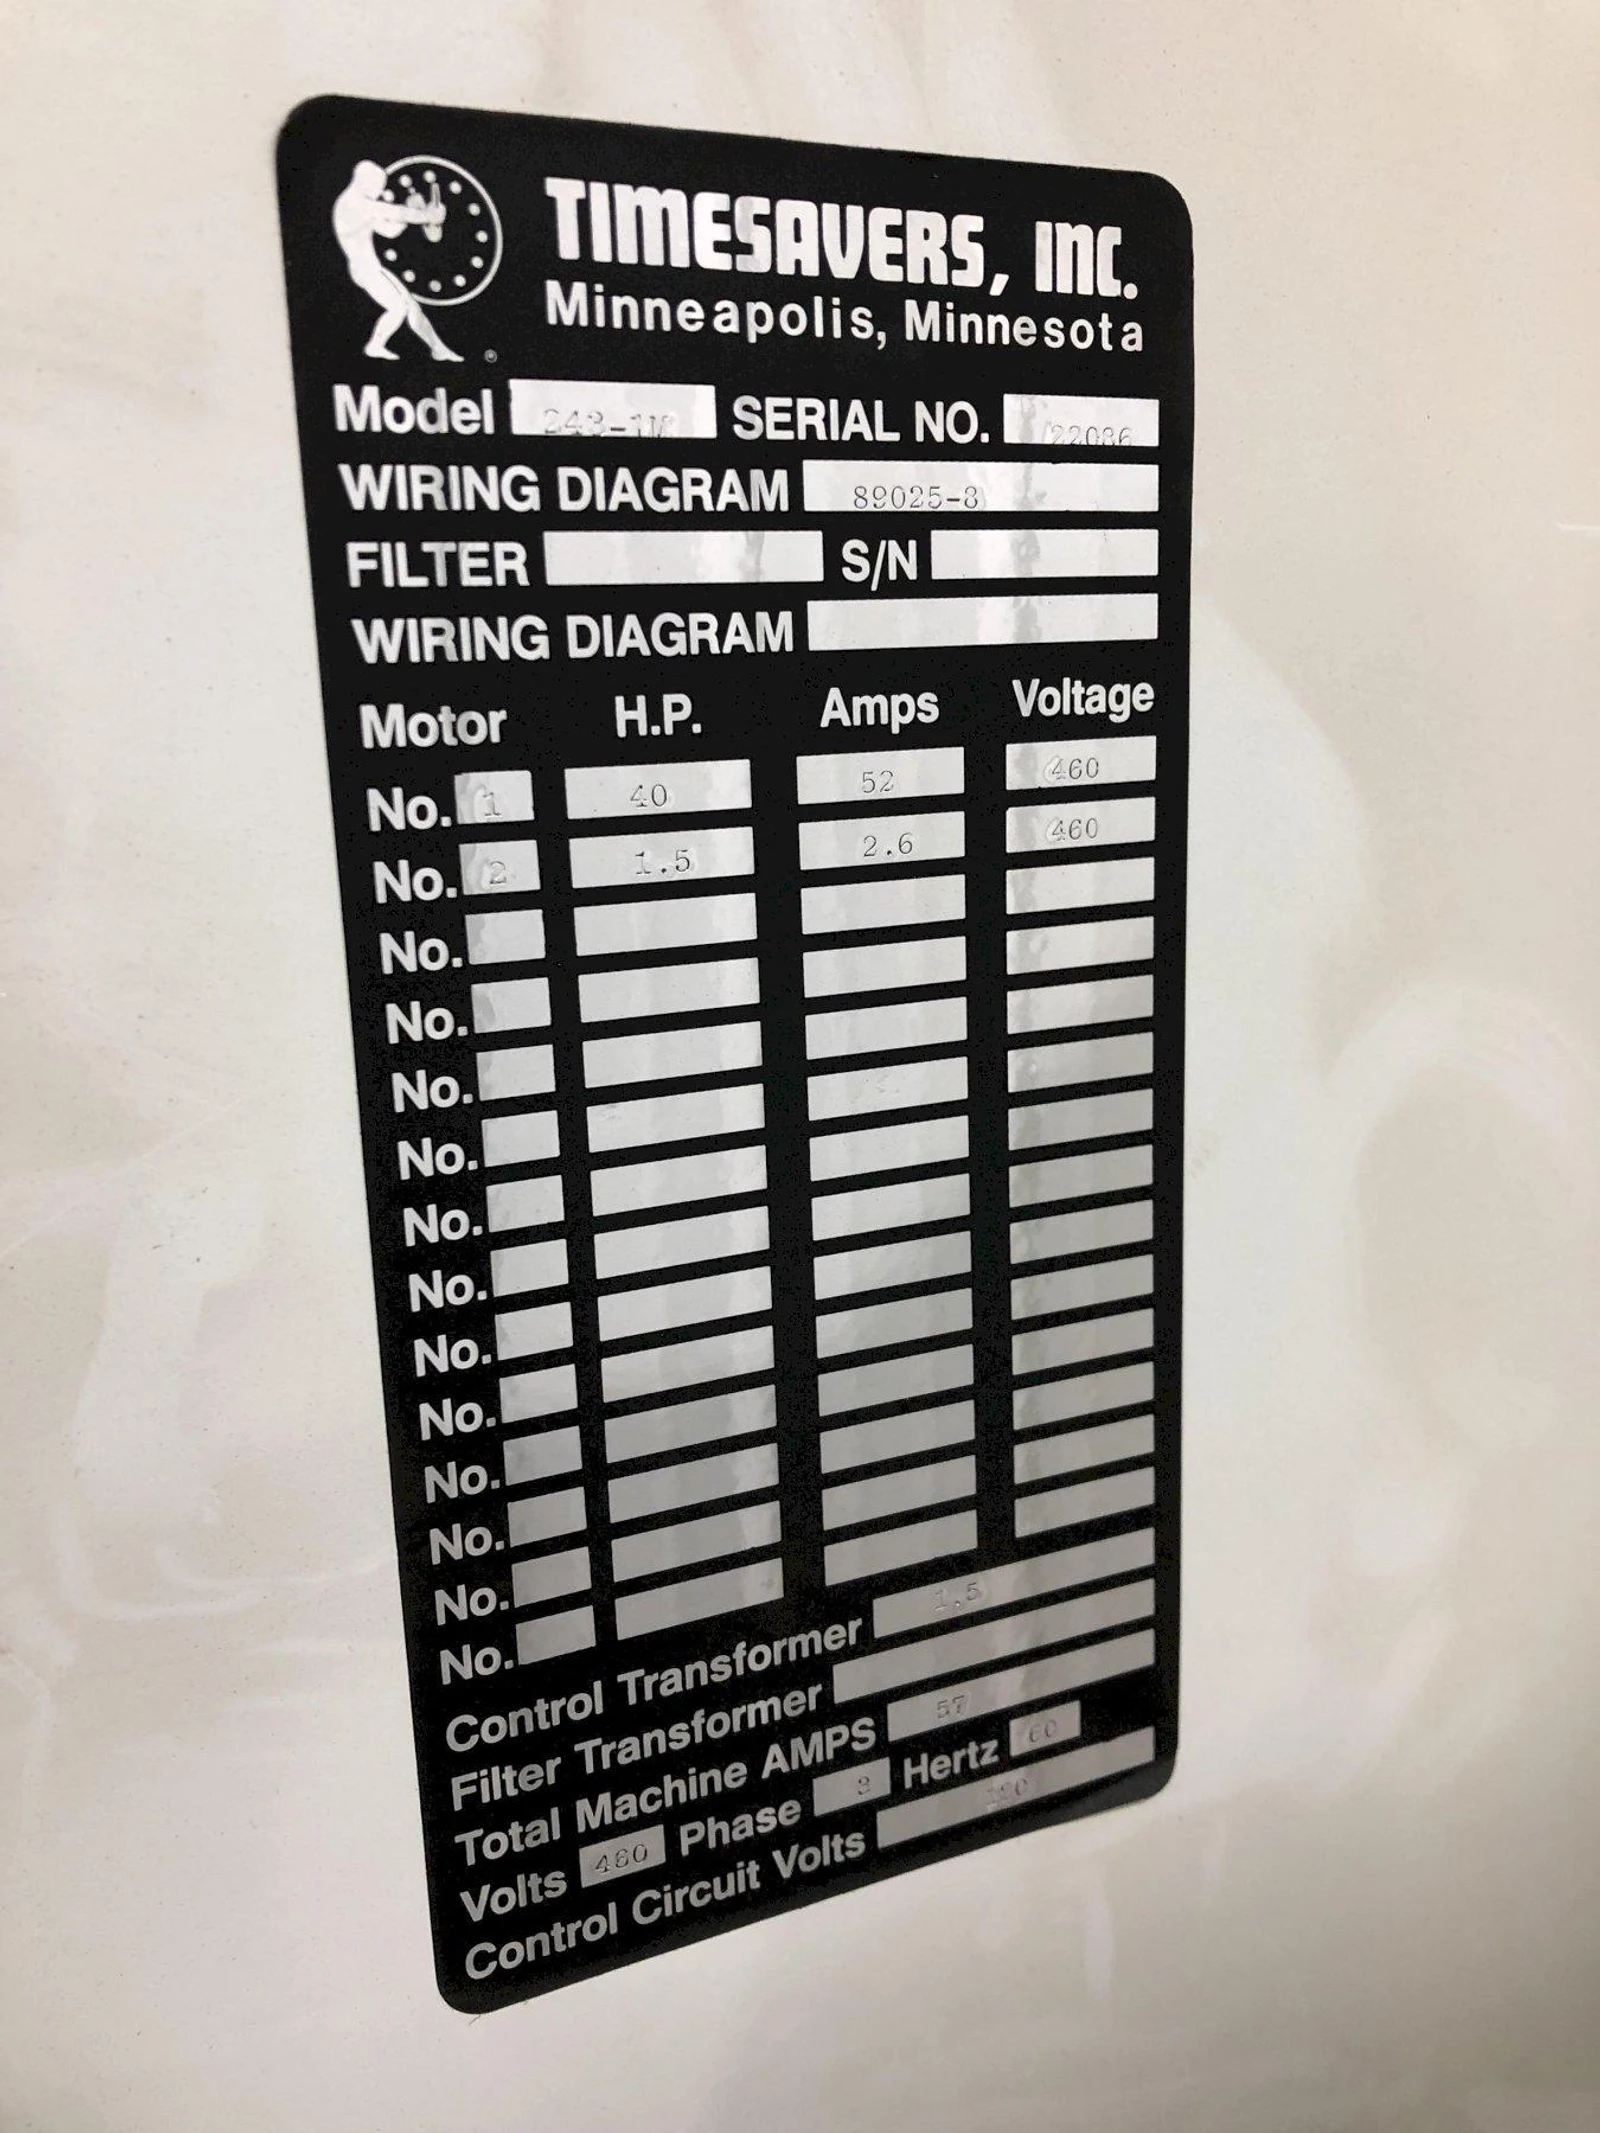 TIMESAVERS, INC.
Minneapolis, Minnesota
Model 243-1M SERIAL NO. 22086
WIRING DIAGRAM 89025-8
FILTER S/N
WIRING DIAGRAM
Motor H.P. Amps Voltage
No. 1 40 52 460
No. 2 1.5 2.6 460
No.
No.
No.
No.
No.
No.
No.
No.
No.
No.
No.
No.
Control Transformer 1.5
Filter Transformer
Total Machine AMPS 57
Volts 460 Phase 3 Hertz 60
Control Circuit Volts